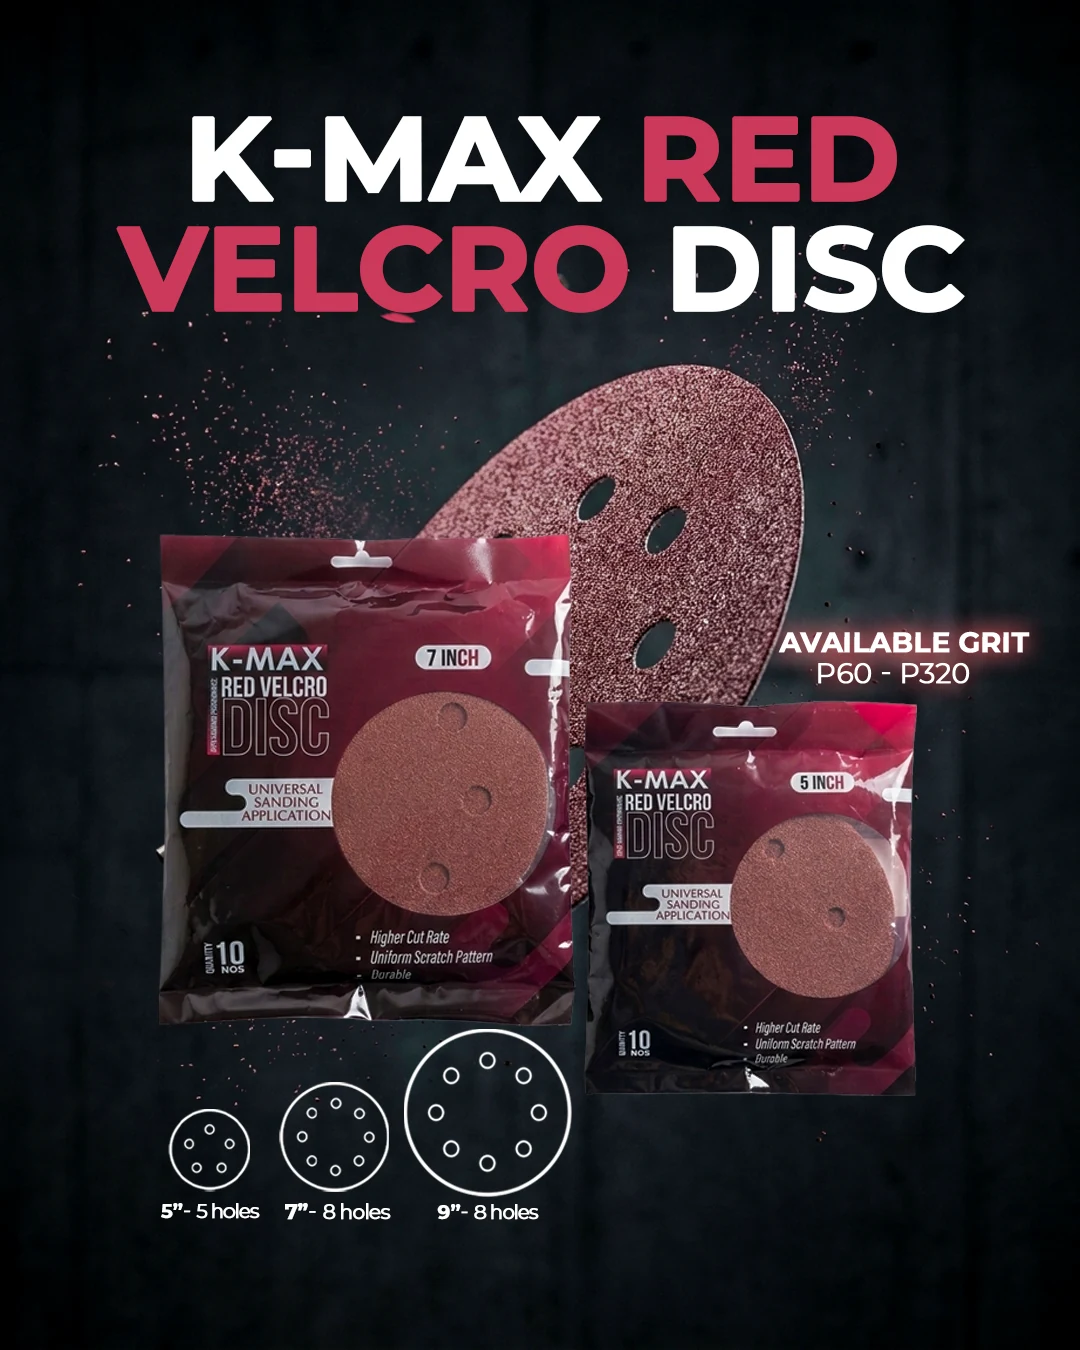 K-MAX RED
VELCRO DISC
AVAILABLE GRIT
P60 - P320
K-MAX
RED VELCRO
DISC
7 INCH
UNIVERSAL
SANDING
APPLICATION
QUANTITY
10
NOS
- Higher Cut Rate
- Uniform Scratch Pattern
- Durable
K-MAX
RED VELCRO
DISC
5 INCH
UNIVERSAL
SANDING
APPLICATION
QUANTITY
10
NOS
• Higher Cut Rate
• Uniform Scratch Pattern
• Durable
5”- 5 holes
7”- 8 holes
9”- 8 holes